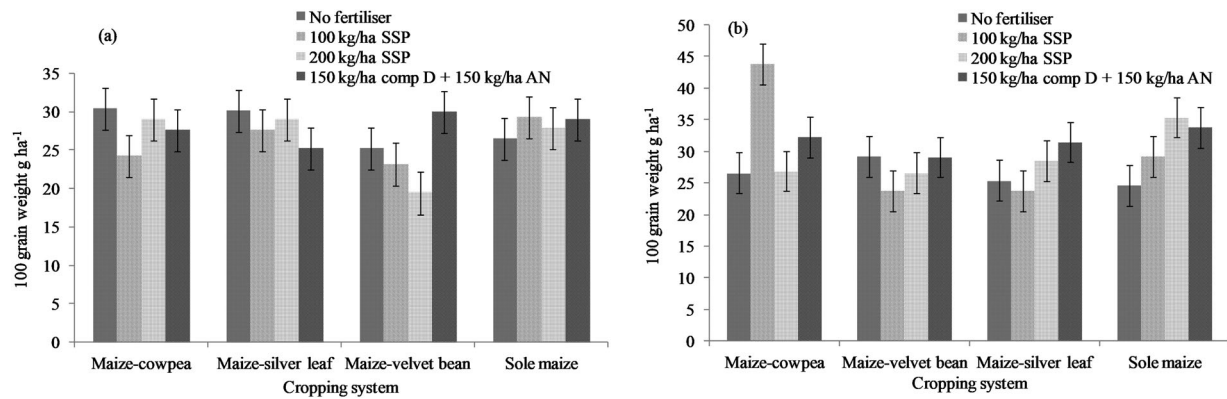 (a)
No fertiliser
100 kg/ha SSP
200 kg/ha SSP
150 kg/ha comp D + 150 kg/ha AN
100 grain weight g ha⁻¹
35
30
25
20
15
10
5
0
Maize-cowpea Maize-silver leaf Maize-velvet bean Sole maize
Cropping system
(b)
No fertiliser
100 kg/ha SSP
200 kg/ha SSP
150 kg/ha comp D + 150 kg/ha AN
100 grain weight g ha⁻¹
50
45
40
35
30
25
20
15
10
5
0
Maize-cowpea Maize-velvet bean Maize-silver leaf Sole maize
Cropping system